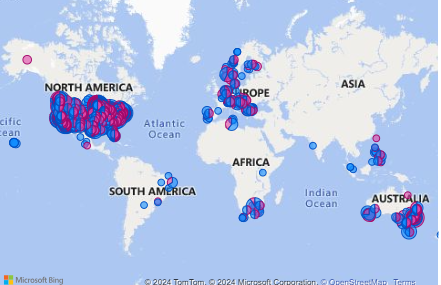 NORTH AMERICA
EUROPE
ASIA
cific
cean
Atlantic
Ocean
AFRICA
SOUTH AMERICA
Indian
Ocean
AUSTRALIA
Microsoft Bing
© 2024 TomTom, © 2024 Microsoft Corporation, © OpenStreetMap Terms